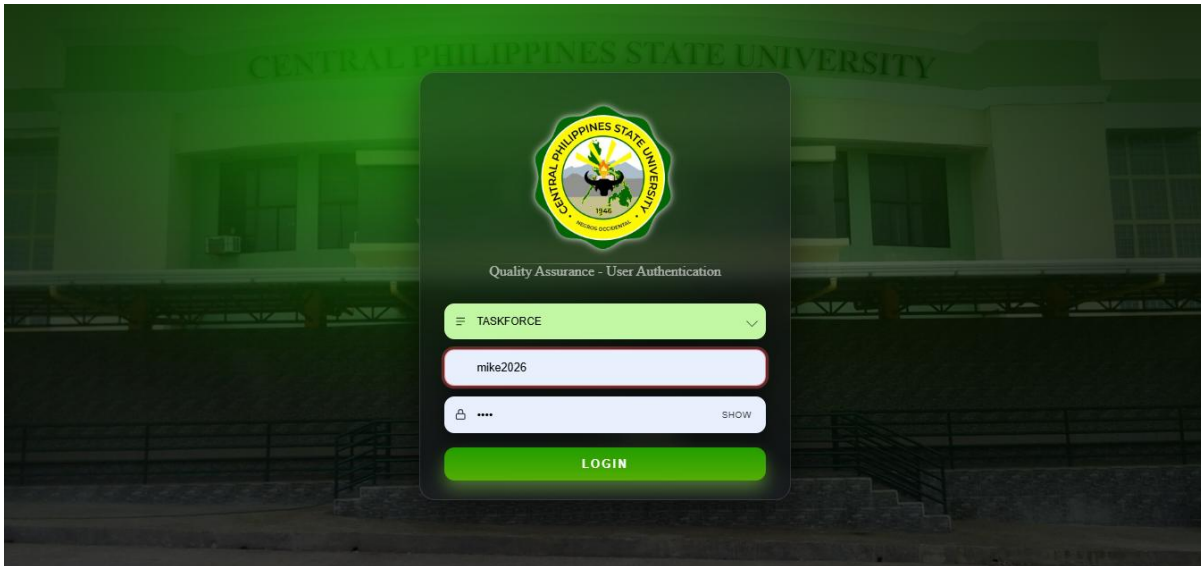 CENTRAL PHILIPPINES STATE UNIVERSITY
CENTRAL PHILIPPINES STATE UNIVERSITY
1946
NEGROS OCCIDENTAL
Quality Assurance - User Authentication
TASKFORCE
mike2026
•••• SHOW
LOGIN